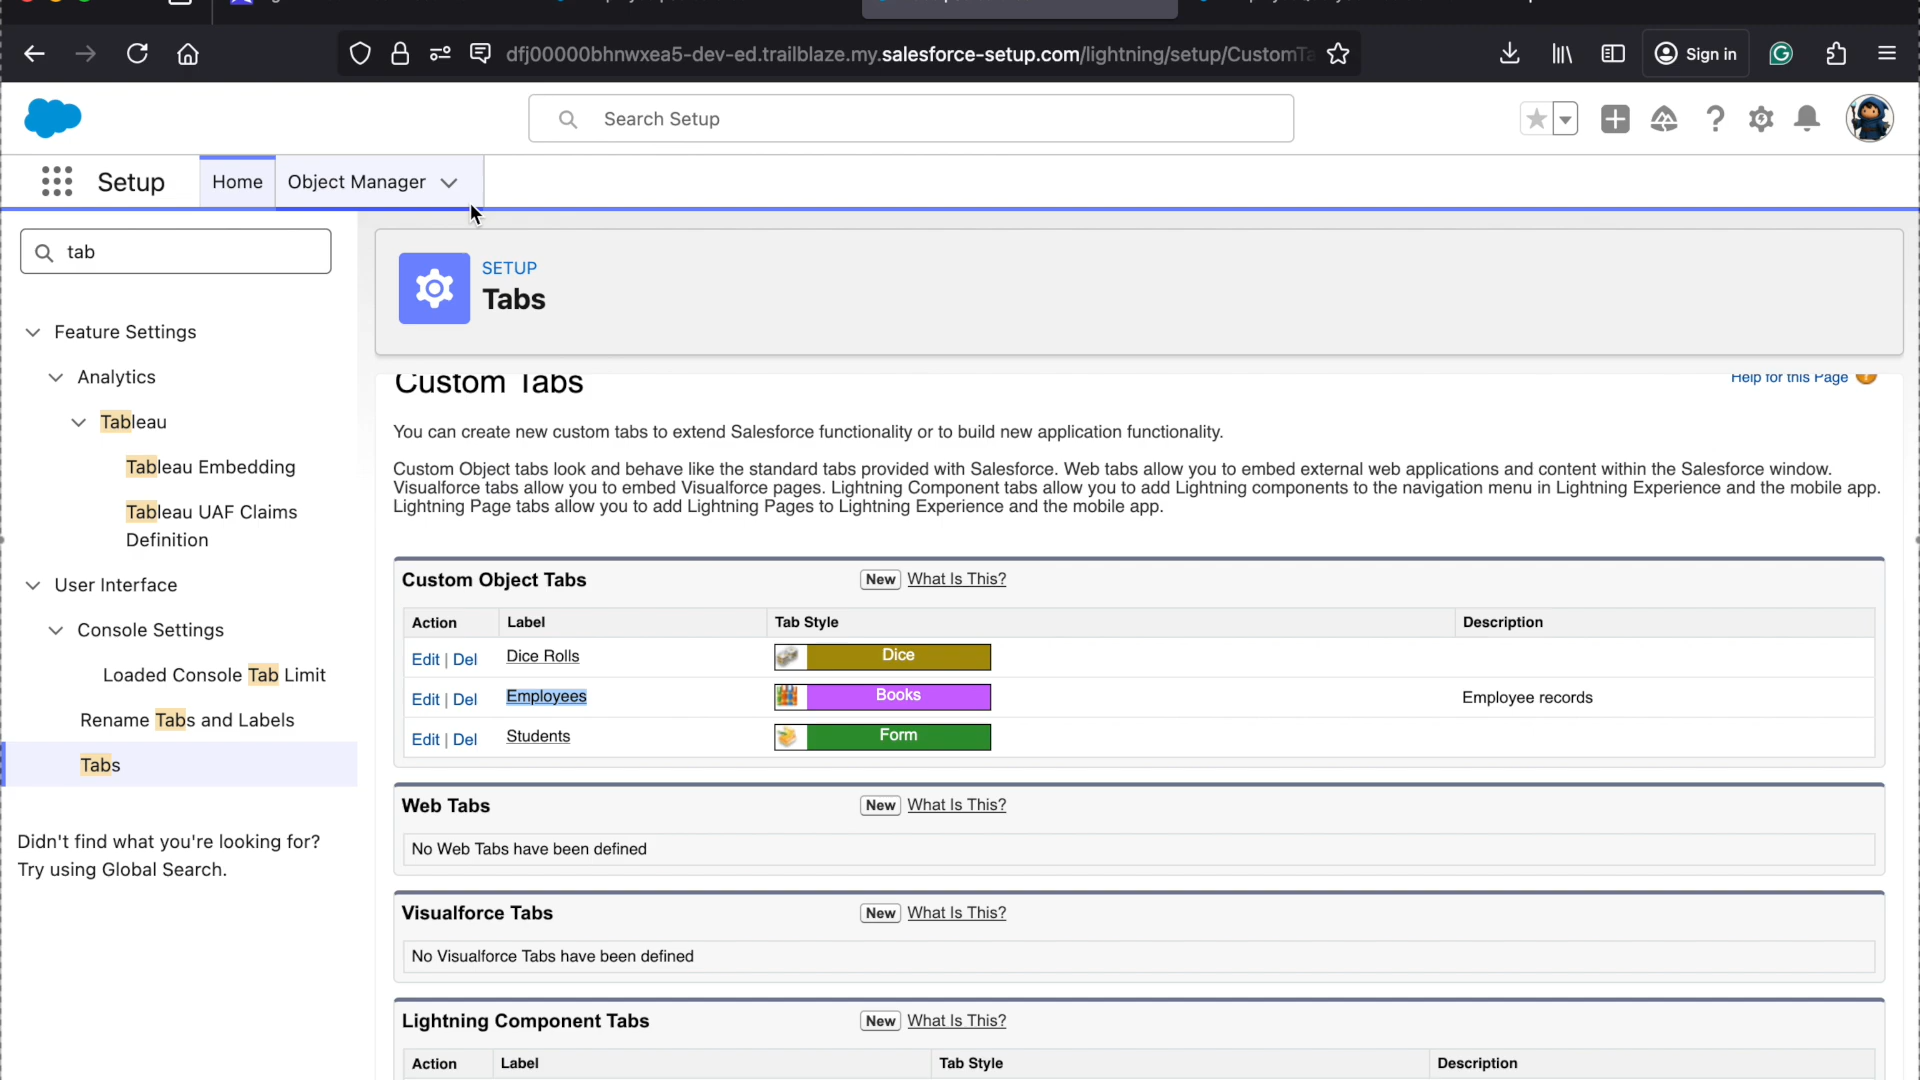 dfj00000bhnwxea5-dev-ed.trailblaze.my.salesforce-setup.com/lightning/setup/CustomTa
Sign in
Search Setup
Setup
Home
Object Manager
tab
SETUP
Tabs
Feature Settings
Analytics
Tableau
Tableau Embedding
Tableau UAF Claims
Definition
User Interface
Console Settings
Loaded Console Tab Limit
Rename Tabs and Labels
Tabs
Didn't find what you're looking for?
Try using Global Search.
Custom Tabs
Help for this Page
You can create new custom tabs to extend Salesforce functionality or to build new application functionality.
Custom Object tabs look and behave like the standard tabs provided with Salesforce. Web tabs allow you to embed external web applications and content within the Salesforce window.
Visualforce tabs allow you to embed Visualforce pages. Lightning Component tabs allow you to add Lightning components to the navigation menu in Lightning Experience and the mobile app.
Lightning Page tabs allow you to add Lightning Pages to Lightning Experience and the mobile app.
Custom Object Tabs New What Is This?
Action Label Tab Style Description
Edit | Del Dice Rolls Dice
Edit | Del Employees Books Employee records
Edit | Del Students Form
Web Tabs New What Is This?
No Web Tabs have been defined
Visualforce Tabs New What Is This?
No Visualforce Tabs have been defined
Lightning Component Tabs New What Is This?
Action Label Tab Style Description